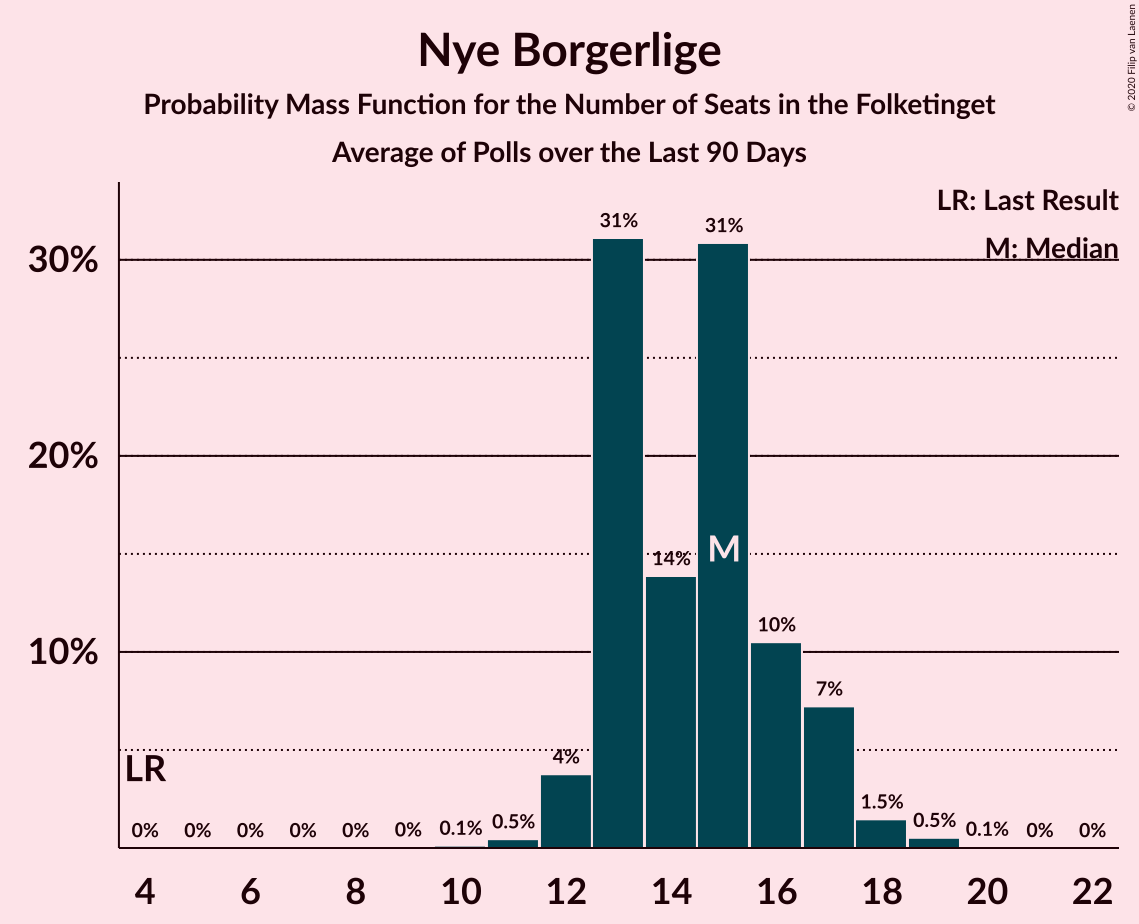 Nye Borgerlige
Probability Mass Function for the Number of Seats in the Folketinget
Average of Polls over the Last 90 Days
© 2020 Filip van Laenen
LR: Last Result
M: Median
30%
20%
10%
31%
31%
14%
M
10%
7%
4%
LR
1.5%
0% 0% 0% 0% 0% 0% 0.1% 0.5% 0.5% 0.1% 0% 0%
4 6 8 10 12 14 16 18 20 22